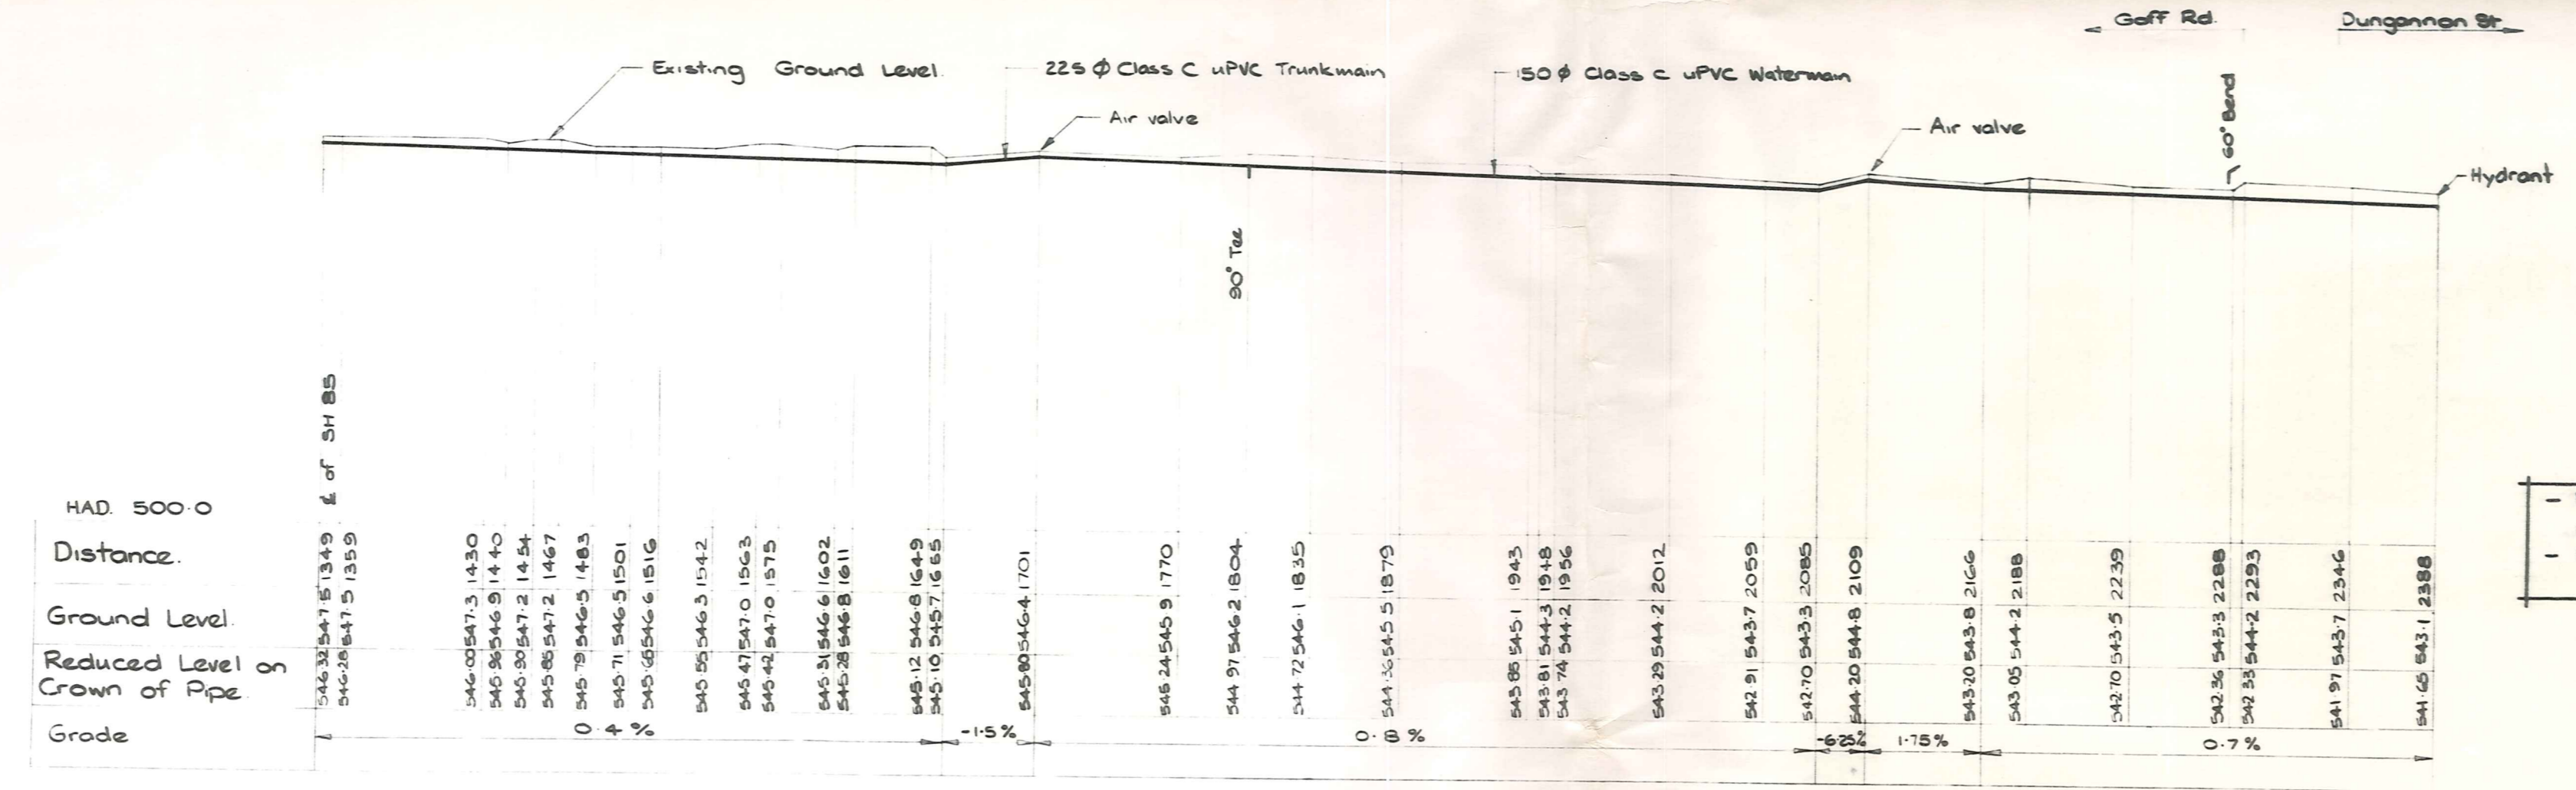 Goff Rd.
Dungannon St
Existing Ground Level.
225 ϕ Class C uPVC Trunkmain
150 ϕ Class C uPVC Watermain
Air valve
Air valve
60° Bend
Hydrant
90° Tee
℄ of SH 85
HAD. 500·0
Distance. 1349 1359 1430 1440 1454 1467 1483 1501 1516 1542 1563 1575 1602 1611 1649 1655 1701 1770 1804 1835 1879 1943 1948 1956 2012 2059 2085 2109 2166 2188 2239 2288 2293 2346 2388
Ground Level. 547·5 547·5 547·3 546·9 547·2 547·2 546·5 546·5 546·6 546·3 547·0 547·0 546·6 546·8 546·8 545·7 546·4 545·9 546·2 546·1 545·5 545·1 544·3 544·2 544·2 543·7 543·3 544·8 543·8 544·2 543·5 543·3 544·2 543·7 543·1
Reduced Level on
Crown of Pipe. 546·32 546·28 546·00 545·96 545·90 545·85 545·79 545·71 545·65 545·55 545·47 545·42 545·31 545·28 545·12 545·10 545·80 545·24 544·97 544·72 544·36 543·85 543·81 543·74 543·29 542·91 542·70 544·20 543·20 543·05 542·70 542·36 542·33 541·97 541·65
Grade 0·4% -1·5% 0·8% -6·25% 1·75% 0·7%